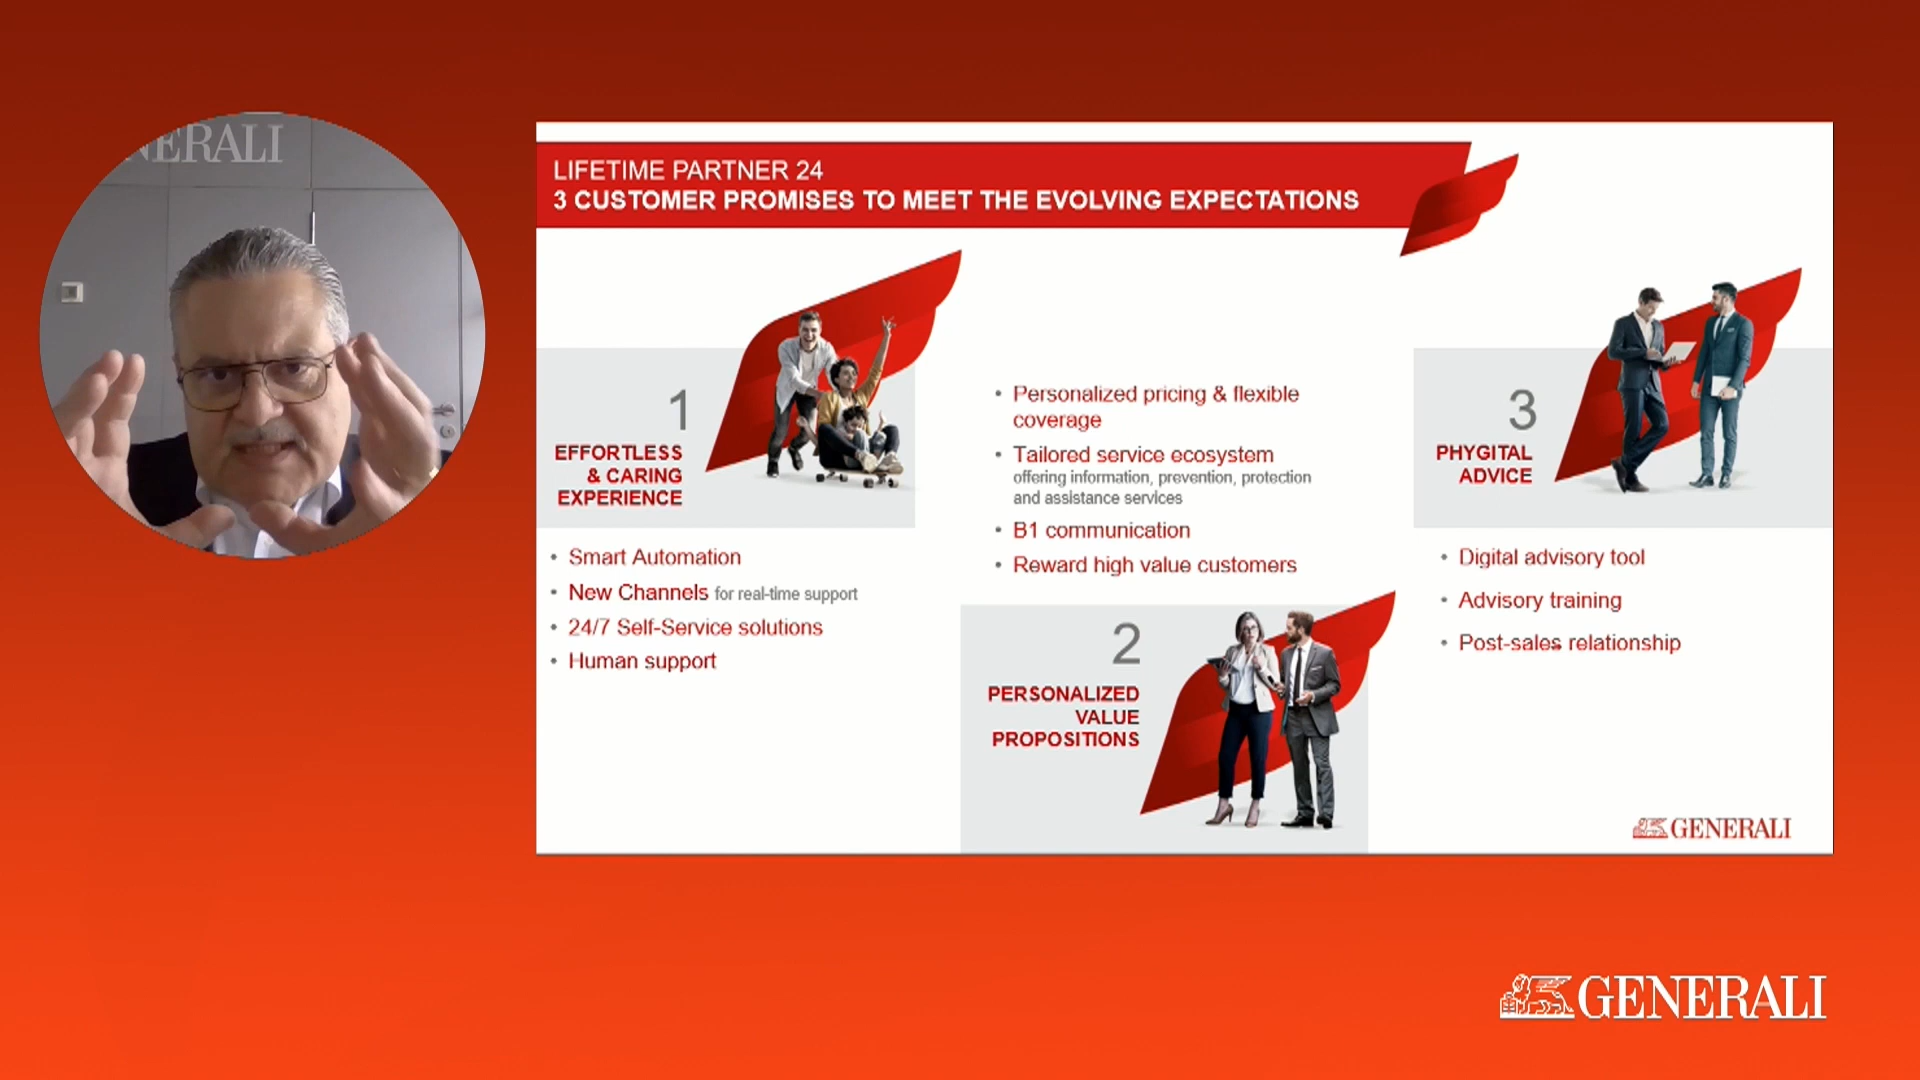 NERALI
LIFETIME PARTNER 24
3 CUSTOMER PROMISES TO MEET THE EVOLVING EXPECTATIONS
1
EFFORTLESS
& CARING
EXPERIENCE
• Smart Automation
• New Channels for real-time support
• 24/7 Self-Service solutions
• Human support
• Personalized pricing & flexible
coverage
• Tailored service ecosystem
offering information, prevention, protection
and assistance services
• B1 communication
• Reward high value customers
2
PERSONALIZED
VALUE
PROPOSITIONS
3
PHYGITAL
ADVICE
• Digital advisory tool
• Advisory training
• Post-sales relationship
GENERALI
GENERALI